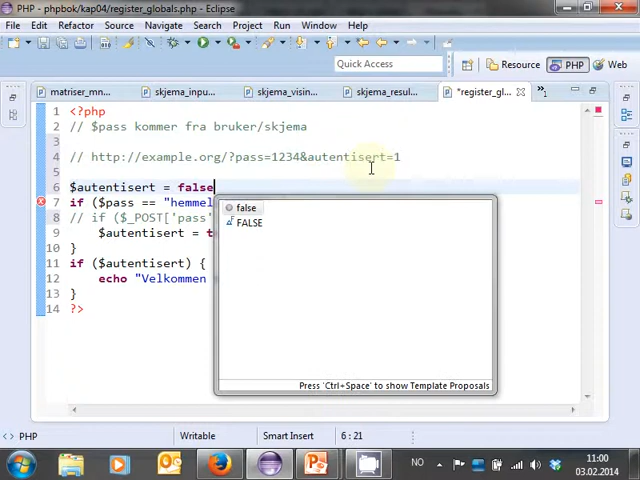 PHP - phpbok/kap04/register_globals.php - Eclipse
File Edit Refactor Source Navigate Search Project Run Window Help
Quick Access
Resource PHP Web
matriser_mn... skjema_inpu... skjema_visin... skjema_resul... *register_gl... »1
1 <?php
2 // $pass kommer fra bruker/skjema
3
4 // http://example.org/?pass=1234&autentisert=1
5
6 $autentisert = false
7 if ($pass == "hemmel
8 // if ($_POST['pass'
9 $autentisert = t
10 }
11 if ($autentisert) {
12 echo "Velkommen
13 }
14 ?>
false
FALSE
Press 'Ctrl+Space' to show Template Proposals
PHP Writable Smart Insert 6 : 21
NO 11:00
03.02.2014